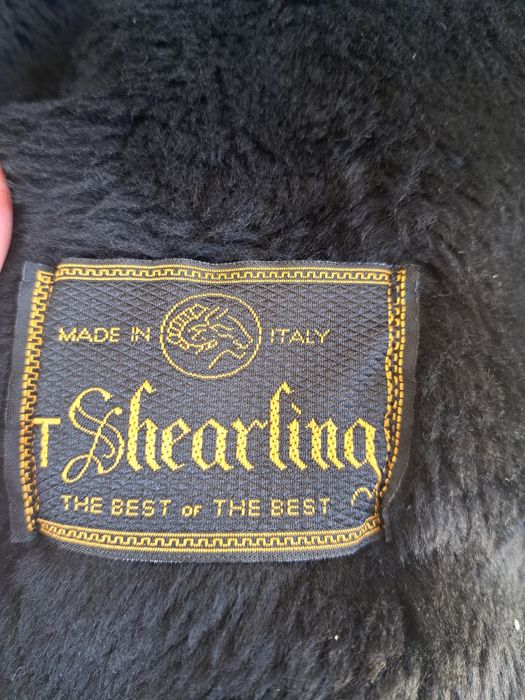 MADE IN ITALY
T Shearling
THE BEST OF THE BEST